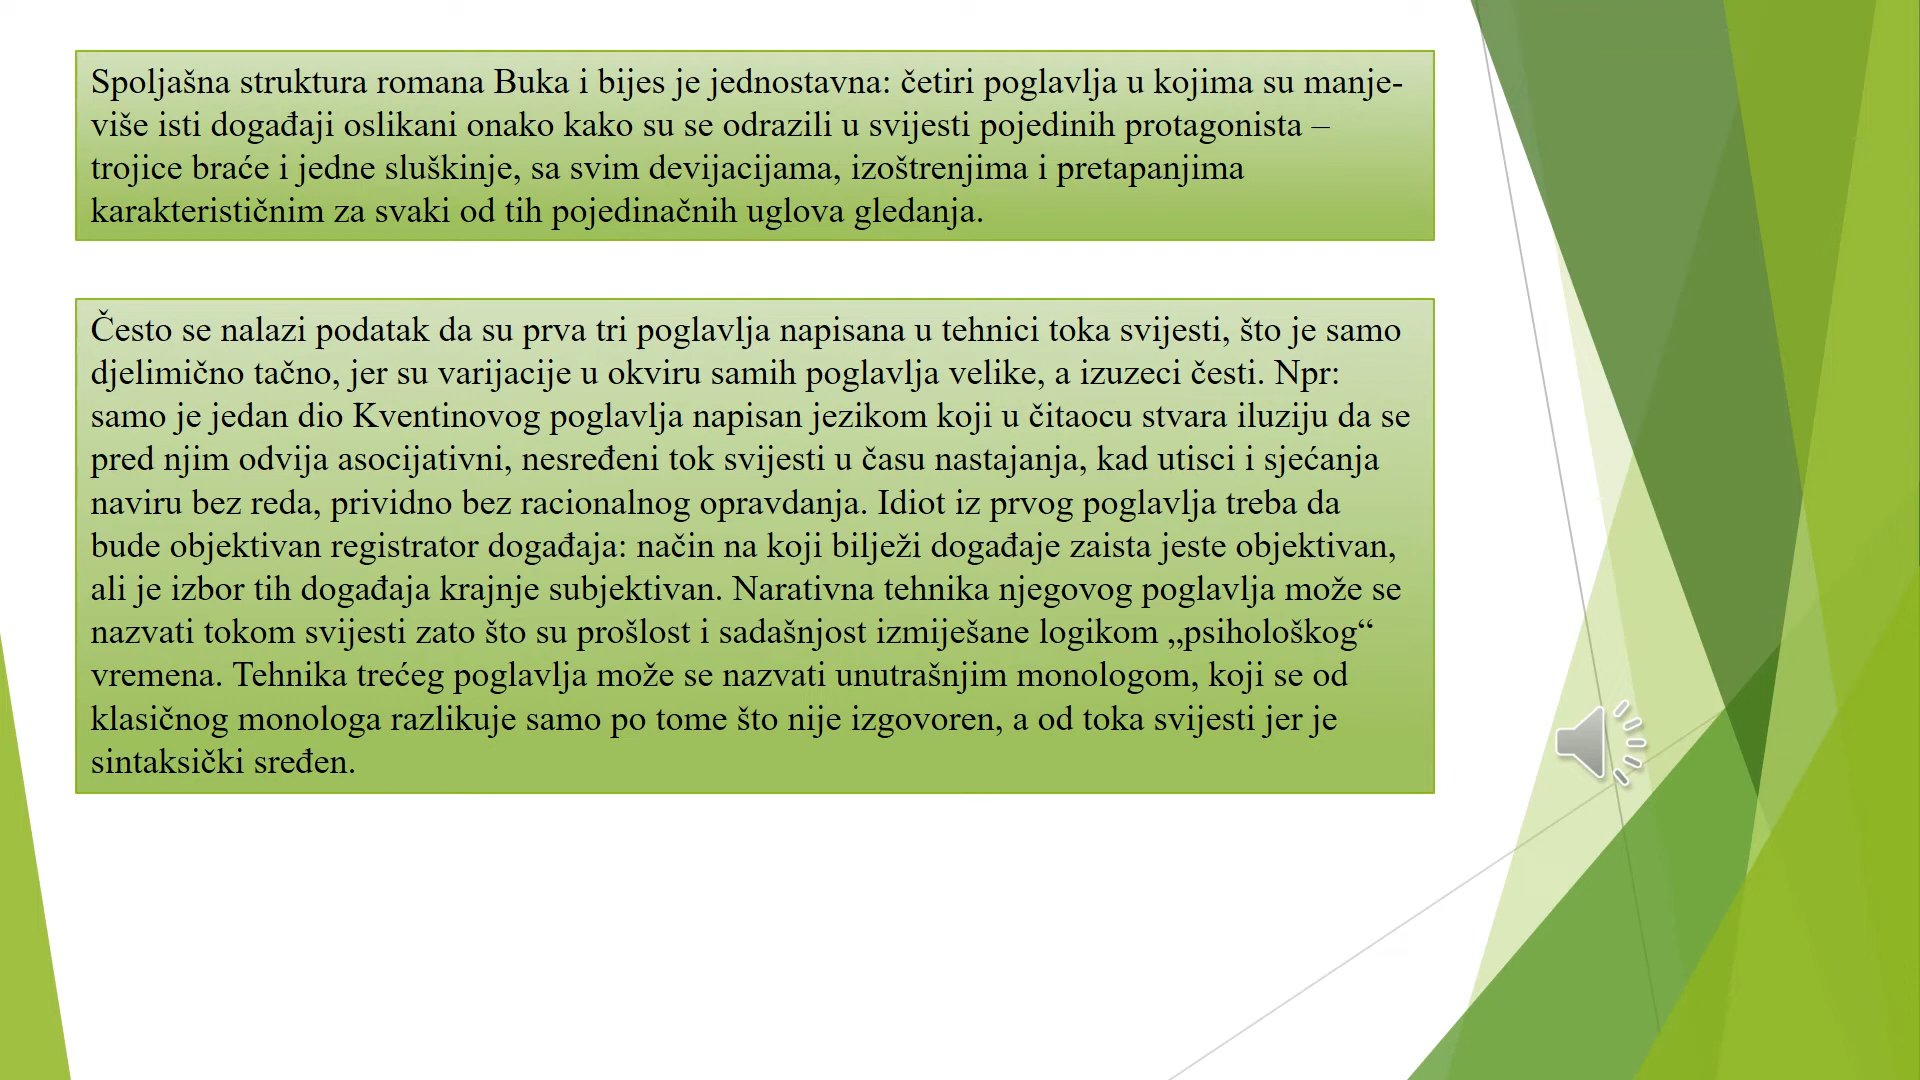 Spoljašna struktura romana Buka i bijes je jednostavna: četiri poglavlja u kojima su manje-
više isti događaji oslikani onako kako su se odrazili u svijesti pojedinih protagonista –
trojice braće i jedne sluškinje, sa svim devijacijama, izoštrenjima i pretapanjima
karakterističnim za svaki od tih pojedinačnih uglova gledanja.
Često se nalazi podatak da su prva tri poglavlja napisana u tehnici toka svijesti, što je samo
djelimično tačno, jer su varijacije u okviru samih poglavlja velike, a izuzeci česti. Npr:
samo je jedan dio Kventinovog poglavlja napisan jezikom koji u čitaocu stvara iluziju da se
pred njim odvija asocijativni, nesređeni tok svijesti u času nastajanja, kad utisci i sjećanja
naviru bez reda, prividno bez racionalnog opravdanja. Idiot iz prvog poglavlja treba da
bude objektivan registrator događaja: način na koji bilježi događaje zaista jeste objektivan,
ali je izbor tih događaja krajnje subjektivan. Narativna tehnika njegovog poglavlja može se
nazvati tokom svijesti zato što su prošlost i sadašnjost izmiješane logikom „psihološkog“
vremena. Tehnika trećeg poglavlja može se nazvati unutrašnjim monologom, koji se od
klasičnog monologa razlikuje samo po tome što nije izgovoren, a od toka svijesti jer je
sintaksički sređen.